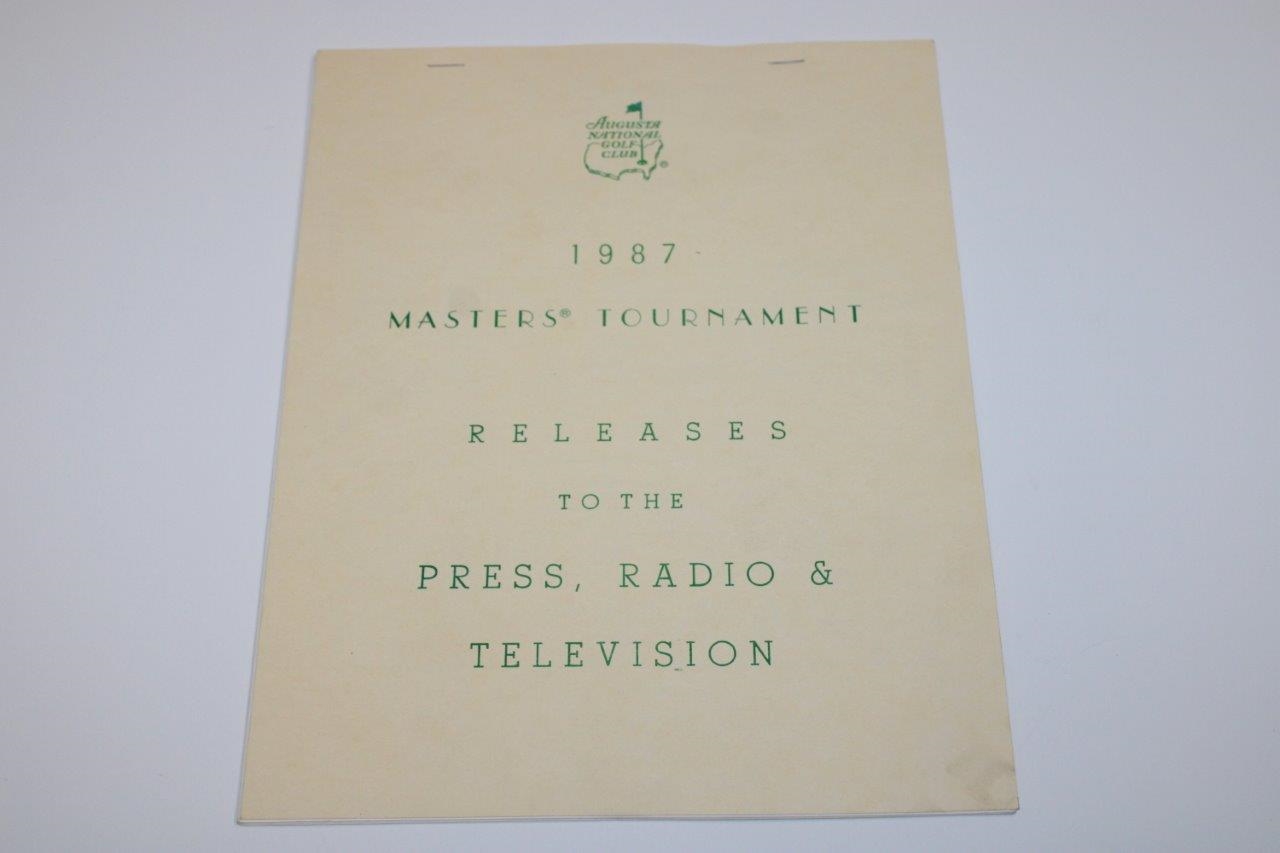 Augusta
National
Golf
Club
®
1987
MASTERS® TOURNAMENT
RELEASES
TO THE
PRESS, RADIO &
TELEVISION